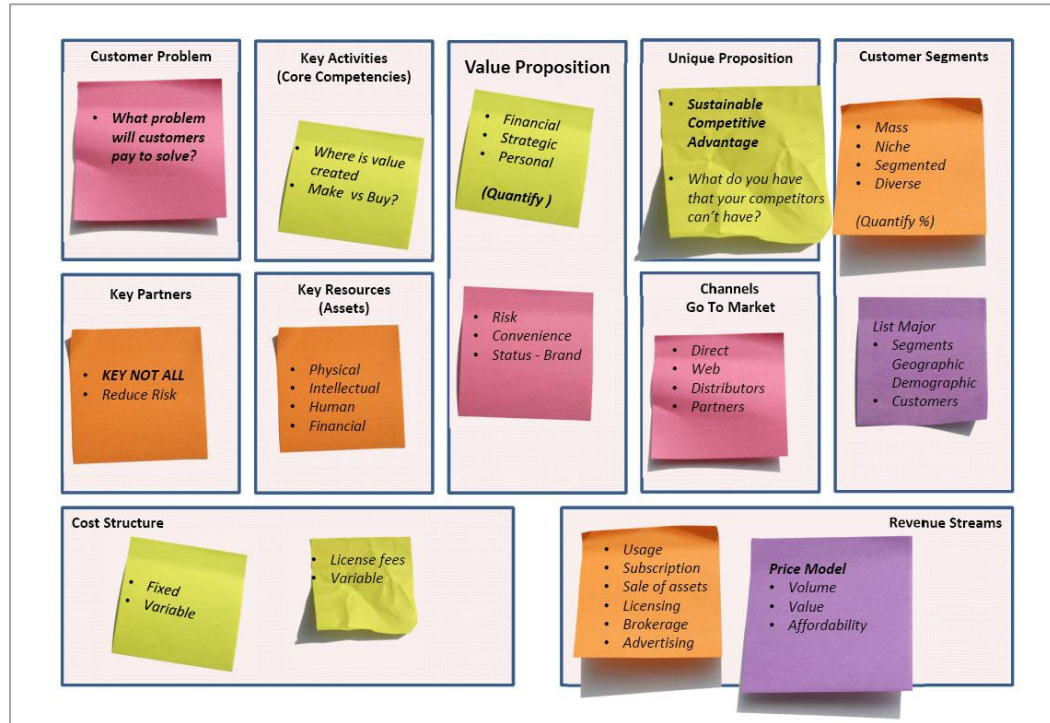 Customer Problem
• What problem
will customers
pay to solve?
Key Activities
(Core Competencies)
• Where is value
created
• Make vs Buy?
Value Proposition
• Financial
• Strategic
• Personal
(Quantify )
• Risk
• Convenience
• Status - Brand
Unique Proposition
• Sustainable
Competitive
Advantage
• What do you have
that your competitors
can't have?
Customer Segments
• Mass
• Niche
• Segmented
• Diverse
(Quantify %)
List Major
• Segments
Geographic
Demographic
• Customers
Key Partners
• KEY NOT ALL
• Reduce Risk
Key Resources
(Assets)
• Physical
• Intellectual
• Human
• Financial
Channels
Go To Market
• Direct
• Web
• Distributors
• Partners
Cost Structure
• Fixed
• Variable
• License fees
• Variable
Revenue Streams
• Usage
• Subscription
• Sale of assets
• Licensing
• Brokerage
• Advertising
Price Model
• Volume
• Value
• Affordability